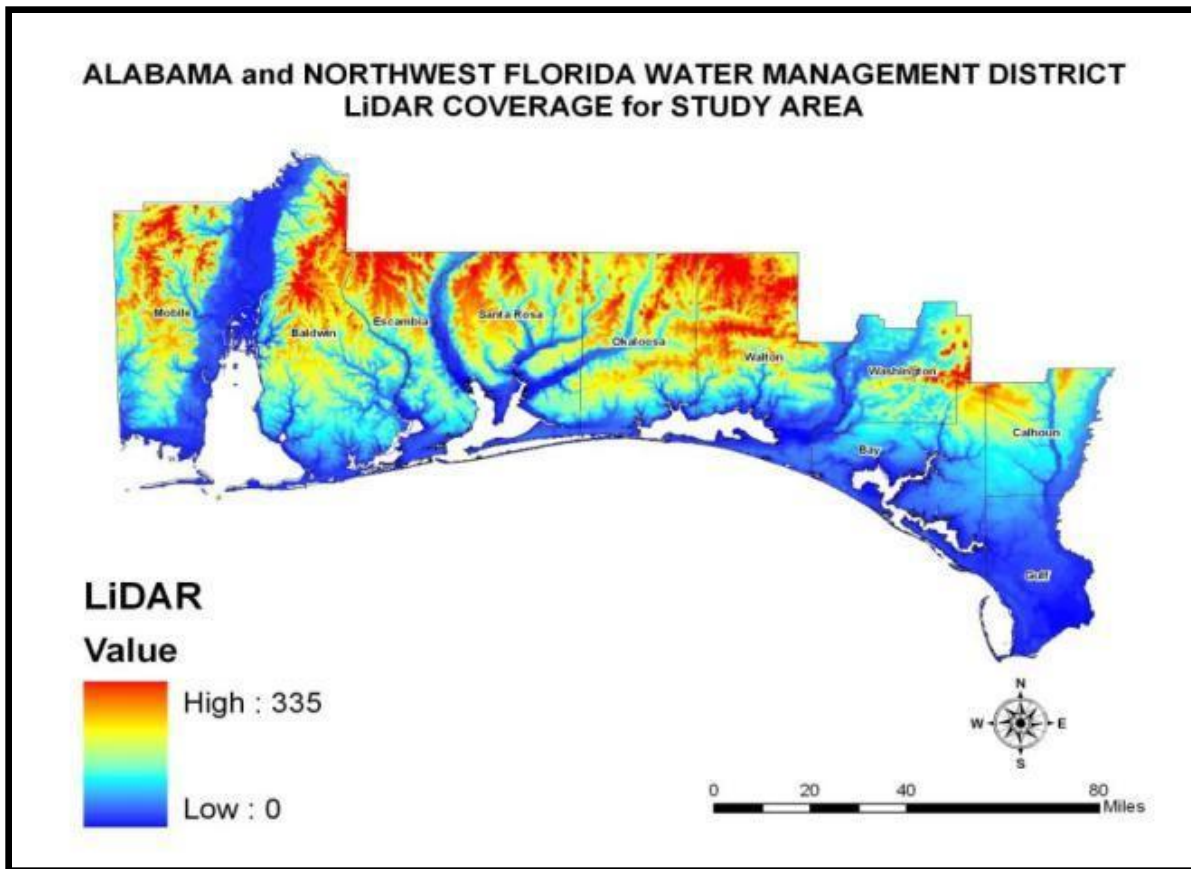 ALABAMA and NORTHWEST FLORIDA WATER MANAGEMENT DISTRICT
LiDAR COVERAGE for STUDY AREA
Mobile
Baldwin
Escambia
Santa Rosa
Okaloosa
Walton
Washington
Calhoun
Bay
Gulf
LiDAR
Value
High : 335
Low : 0
N
W E
S
0 20 40 80
Miles